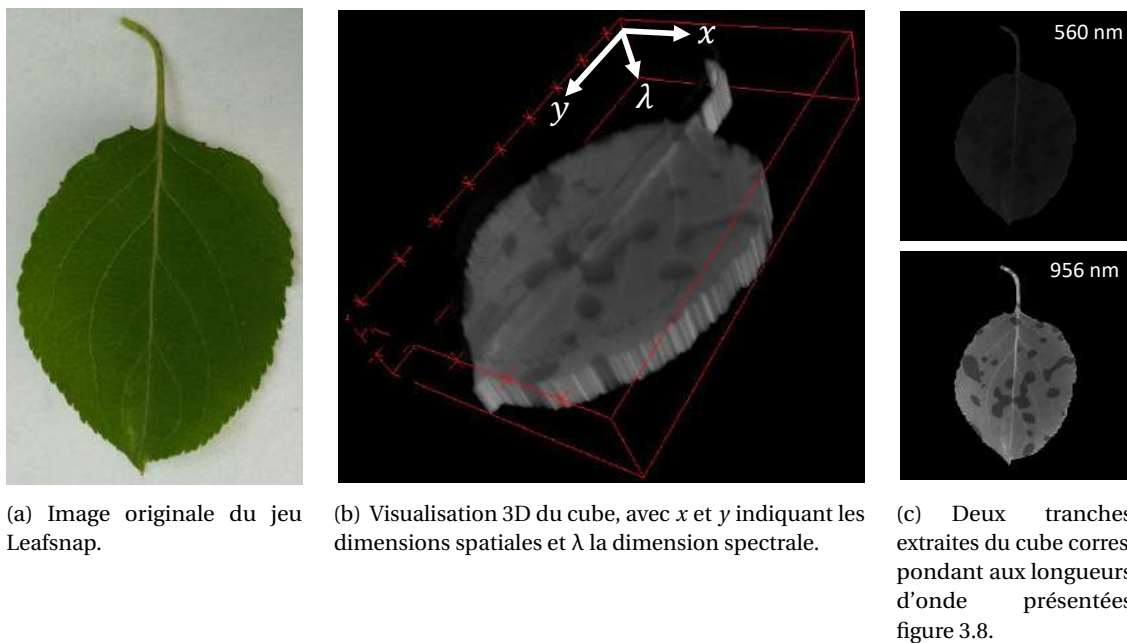 x
y
λ
560 nm
956 nm
(a) Image originale du jeu
Leafsnap.
(b) Visualisation 3D du cube, avec x et y indiquant les
dimensions spatiales et λ la dimension spectrale.
(c) Deux tranches
extraites du cube corres
pondant aux longueurs
d'onde présentées
figure 3.8.